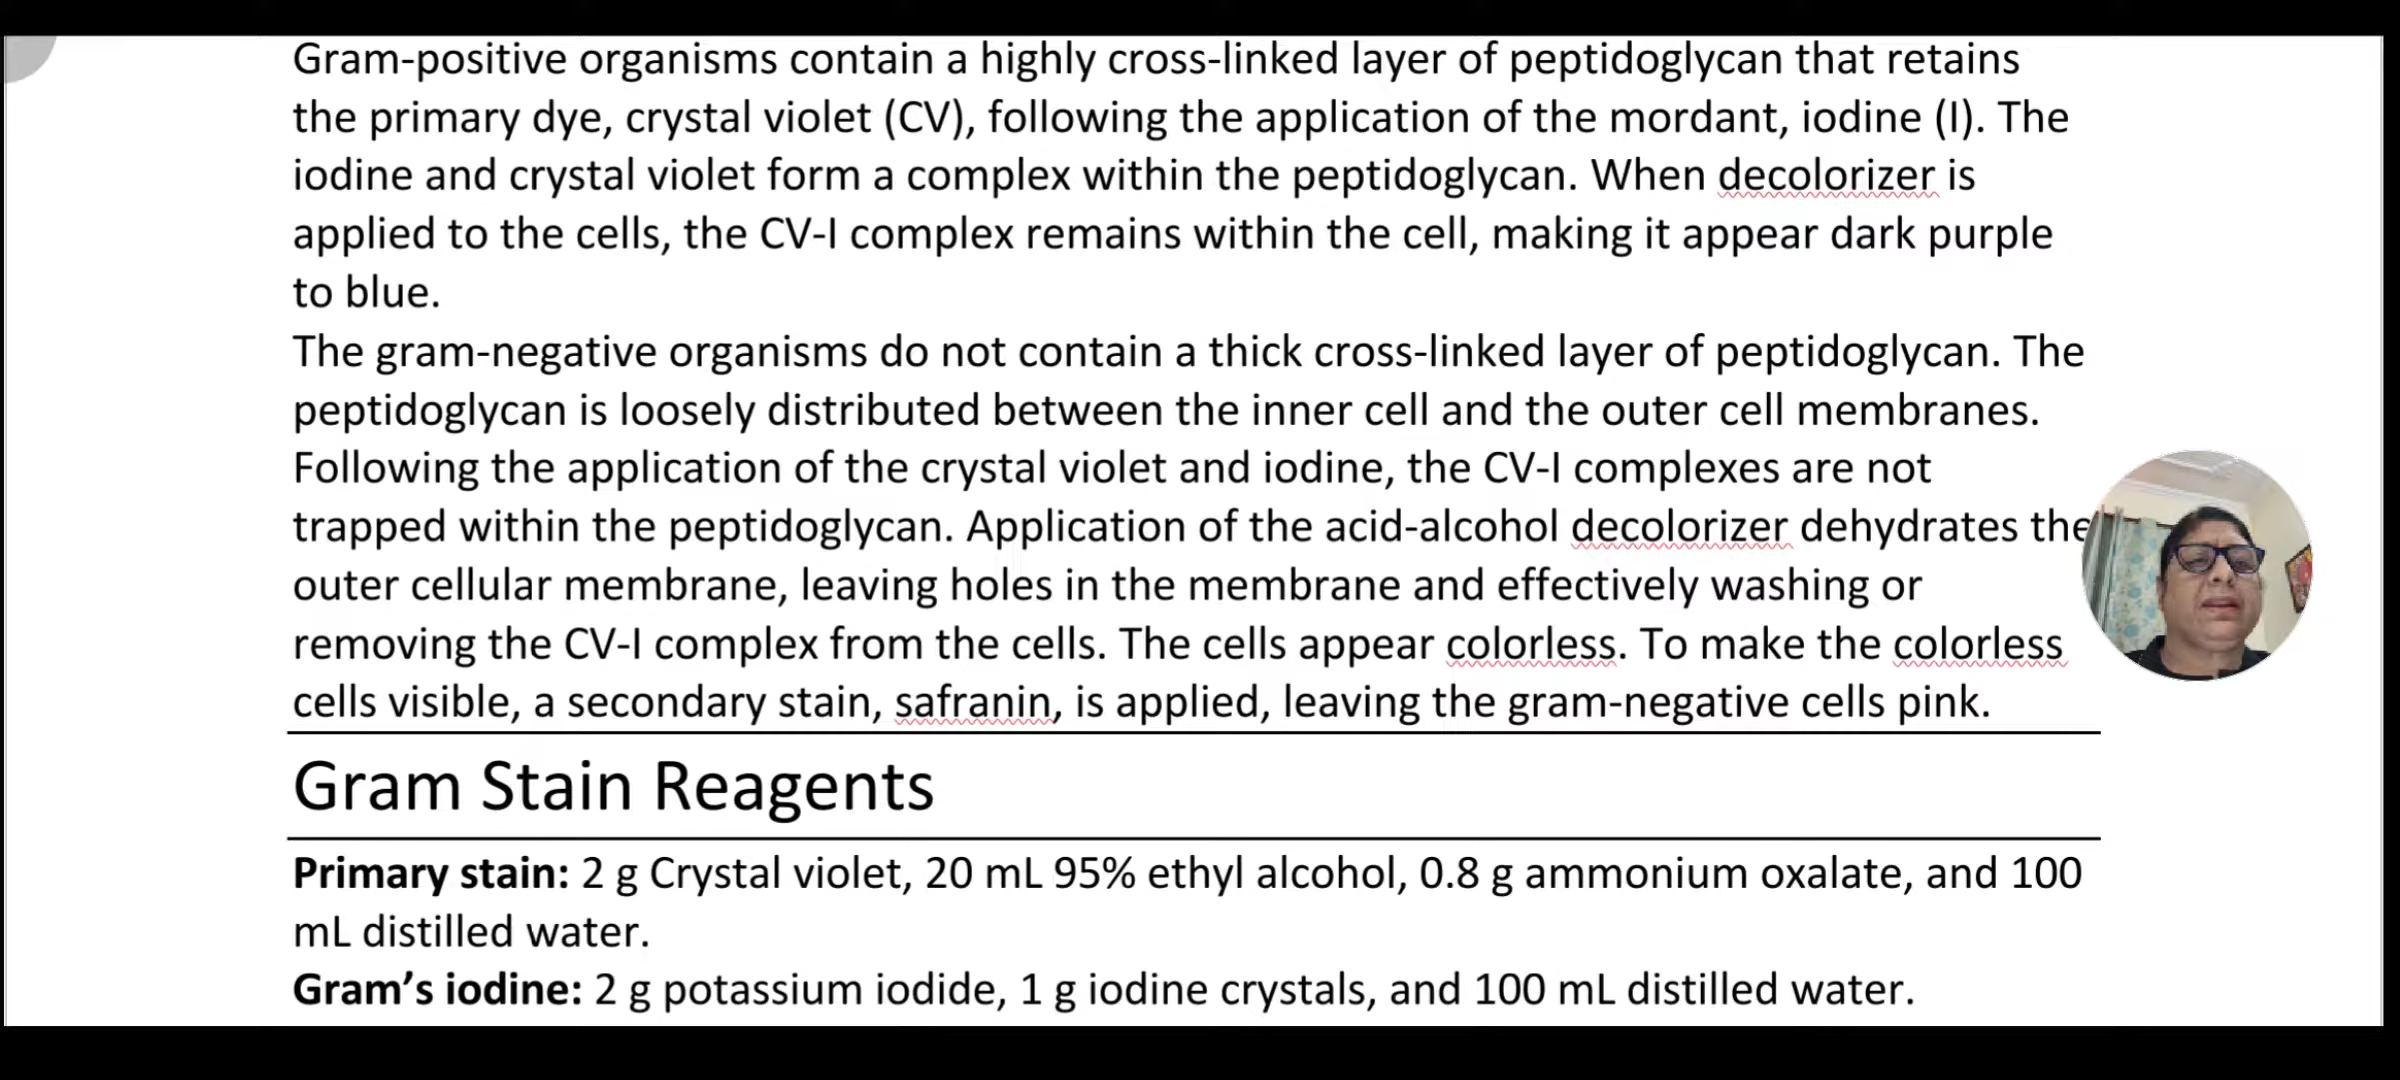 Gram-positive organisms contain a highly cross-linked layer of peptidoglycan that retains
the primary dye, crystal violet (CV), following the application of the mordant, iodine (I). The
iodine and crystal violet form a complex within the peptidoglycan. When decolorizer is
applied to the cells, the CV-I complex remains within the cell, making it appear dark purple
to blue.
The gram-negative organisms do not contain a thick cross-linked layer of peptidoglycan. The
peptidoglycan is loosely distributed between the inner cell and the outer cell membranes.
Following the application of the crystal violet and iodine, the CV-I complexes are not
trapped within the peptidoglycan. Application of the acid-alcohol decolorizer dehydrates the
outer cellular membrane, leaving holes in the membrane and effectively washing or
removing the CV-I complex from the cells. The cells appear colorless. To make the colorless
cells visible, a secondary stain, safranin, is applied, leaving the gram-negative cells pink.
Gram Stain Reagents
Primary stain: 2 g Crystal violet, 20 mL 95% ethyl alcohol, 0.8 g ammonium oxalate, and 100
mL distilled water.
Gram’s iodine: 2 g potassium iodide, 1 g iodine crystals, and 100 mL distilled water.